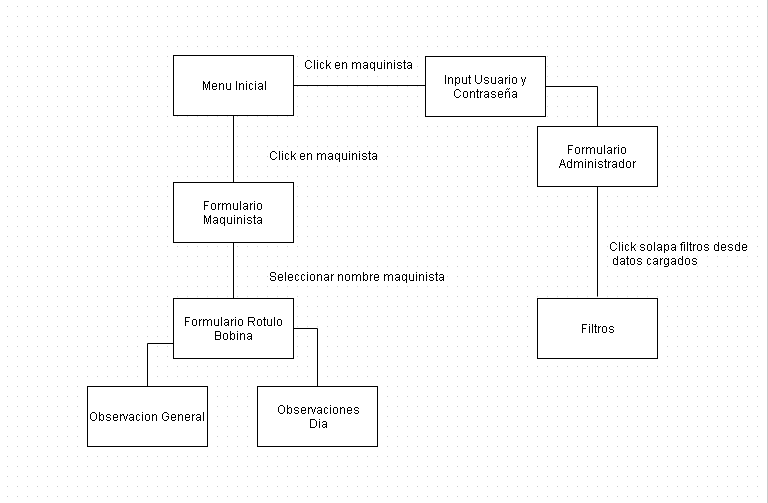 Click en maquinista
Menu Inicial
Input Usuario y
Contraseña
Click en maquinista
Formulario
Administrador
Formulario
Maquinista
Click solapa filtros desde
datos cargados
Seleccionar nombre maquinista
Formulario Rotulo
Bobina
Filtros
Observacion General
Observaciones
Dia